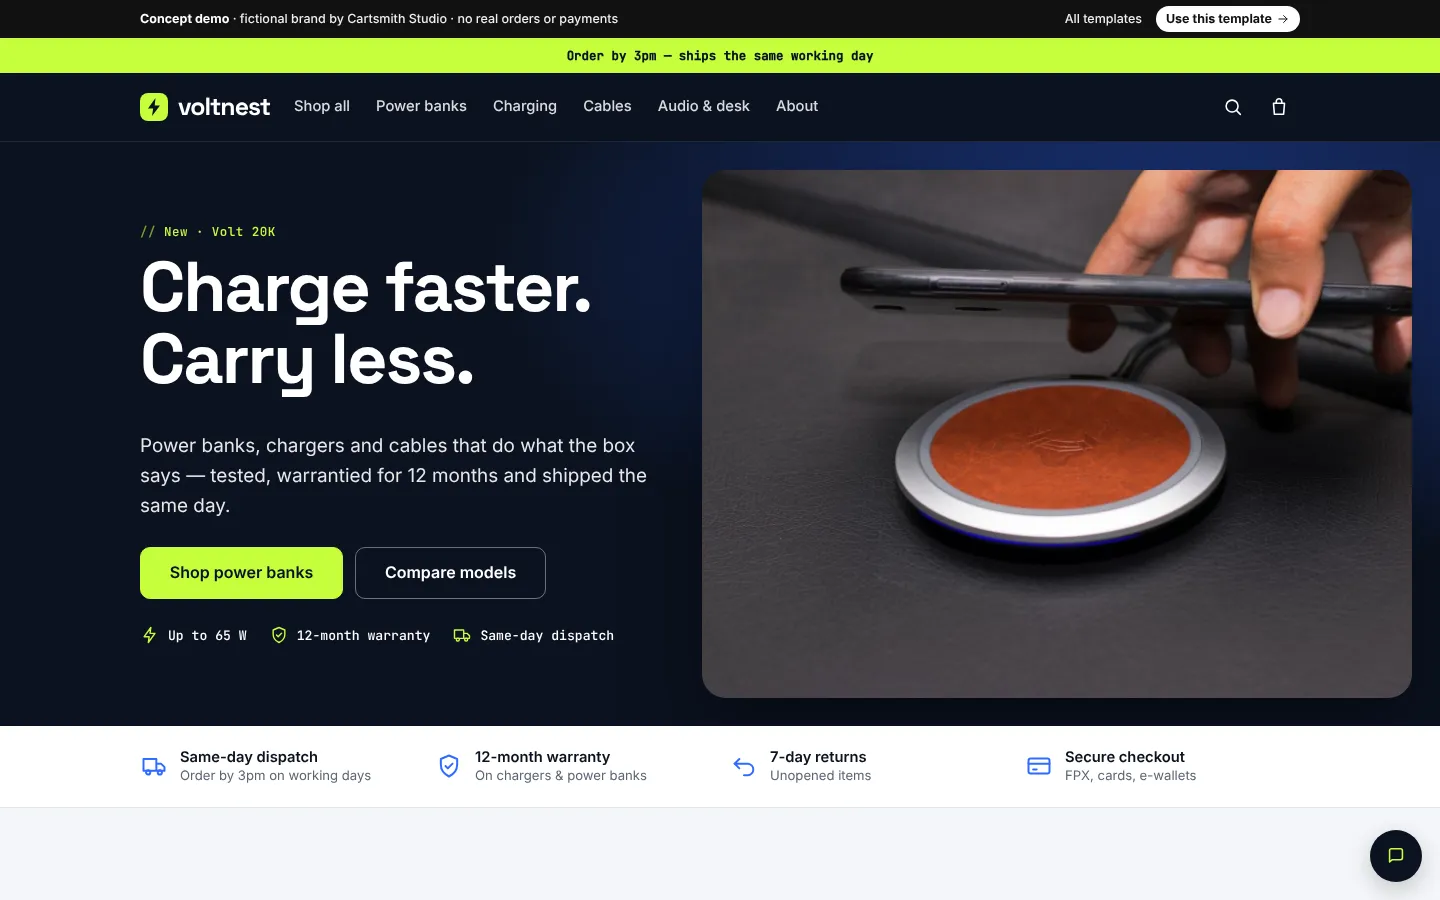 Concept demo · fictional brand by Cartsmith Studio · no real orders or payments
All templates
Use this template →
Order by 3pm — ships the same working day
voltnest
Shop all
Power banks
Charging
Cables
Audio & desk
About
// New · Volt 20K
Charge faster.
Carry less.
Power banks, chargers and cables that do what the box
says — tested, warrantied for 12 months and shipped the
same day.
Shop power banks
Compare models
Up to 65 W
12-month warranty
Same-day dispatch
Same-day dispatch
Order by 3pm on working days
12-month warranty
On chargers & power banks
7-day returns
Unopened items
Secure checkout
FPX, cards, e-wallets